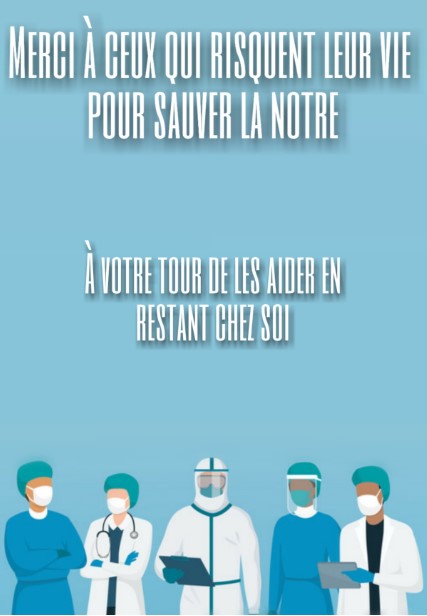 Merci à ceux qui risquent leur vie
pour sauver la notre
À votre tour de les aider en
restant chez soi